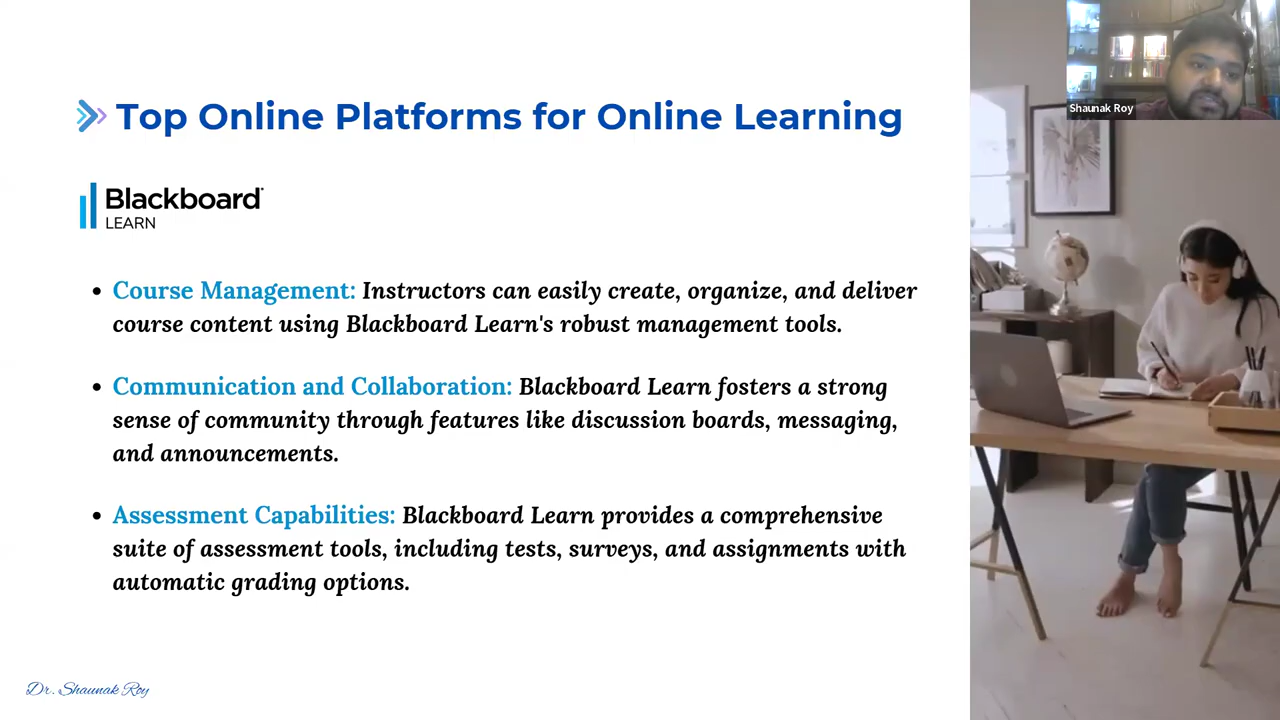 Top Online Platforms for Online Learning
Shaunak Roy
Blackboard
LEARN
• Course Management: Instructors can easily create, organize, and deliver
course content using Blackboard Learn's robust management tools.
• Communication and Collaboration: Blackboard Learn fosters a strong
sense of community through features like discussion boards, messaging,
and announcements.
• Assessment Capabilities: Blackboard Learn provides a comprehensive
suite of assessment tools, including tests, surveys, and assignments with
automatic grading options.
Dr. Shaunak Roy